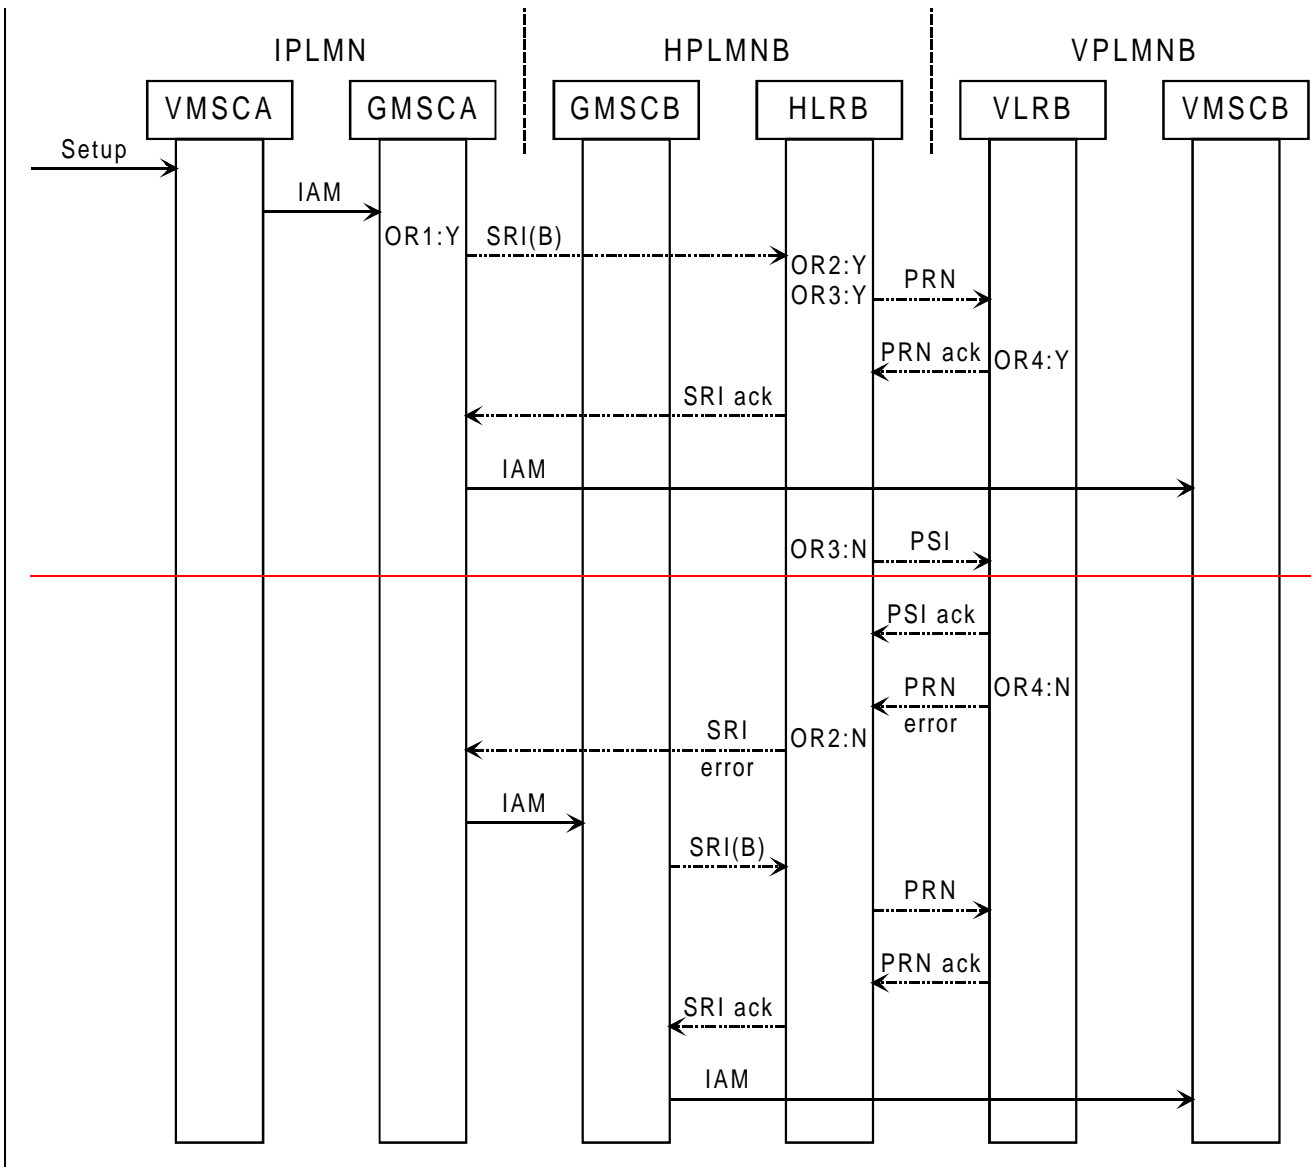 IPLMN HPLMNB VPLMNB
VMSCA GMSCA GMSCB HLRB VLRB VMSCB
Setup
IAM
OR1:Y SRI(B)
OR2:Y
PRN
OR3:Y
PRN ack OR4:Y
SRI ack
IAM
OR3:N PSI
PSI ack
PRN OR4:N
error
SRI OR2:N
error
IAM
SRI(B)
PRN
PRN ack
SRI ack
IAM